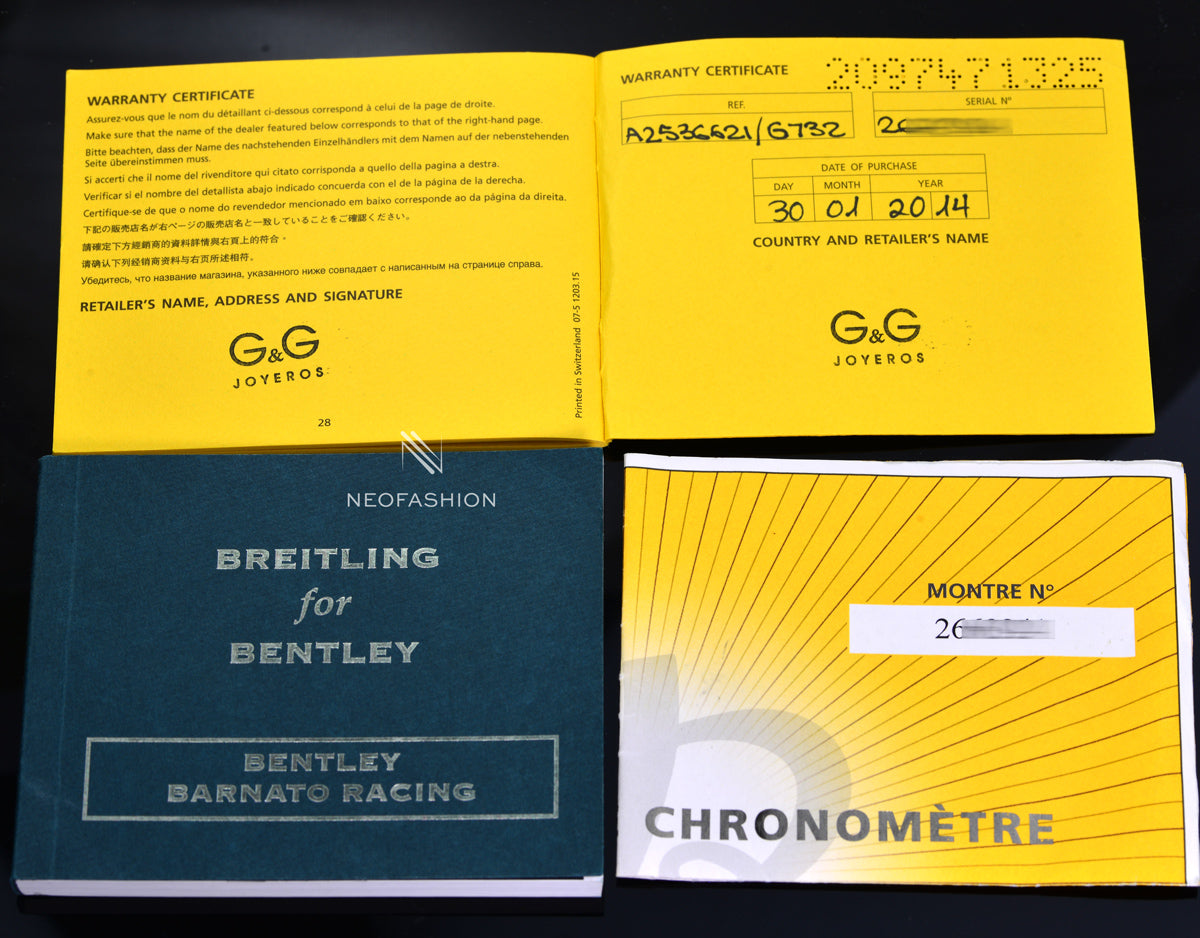 WARRANTY CERTIFICATE
Assurez-vous que le nom du détaillant ci-dessous correspond à celui de la page de droite.
Make sure that the name of the dealer featured below corresponds to that of the right-hand page.
Bitte beachten, dass der Name des nachstehenden Einzelhändlers mit dem Namen auf der nebenstehenden
Seite übereinstimmen muss.
Si accerti che il nome del rivenditore qui citato corrisponda a quello della pagina a destra.
Verificar si el nombre del detallista abajo indicado concuerda con el de la página de la derecha.
Certifique-se de que o nome do revendedor mencionado em baixo corresponde ao da página da direita.
下記の販売店名が右ページの販売店名と一致していることをご確認ください。
請確定下方經銷商的資料詳情與右頁上的符合。
请确认下列经销商资料与右页所述相符。
Убедитесь, что название магазина, указанного ниже совпадает с написанным на странице справа.
RETAILER'S NAME, ADDRESS AND SIGNATURE
G&G
JOYEROS
28
Printed in Switzerland 07-5 1203.15
WARRANTY CERTIFICATE
2097471325
REF.
SERIAL N°
A2536621/G732
26
DATE OF PURCHASE
DAY MONTH YEAR
30 01 20 14
COUNTRY AND RETAILER'S NAME
G&G
JOYEROS
NEOFASHION
BREITLING
for
BENTLEY
BENTLEY
BARNATO RACING
MONTRE N°
26
CHRONOMÈTRE